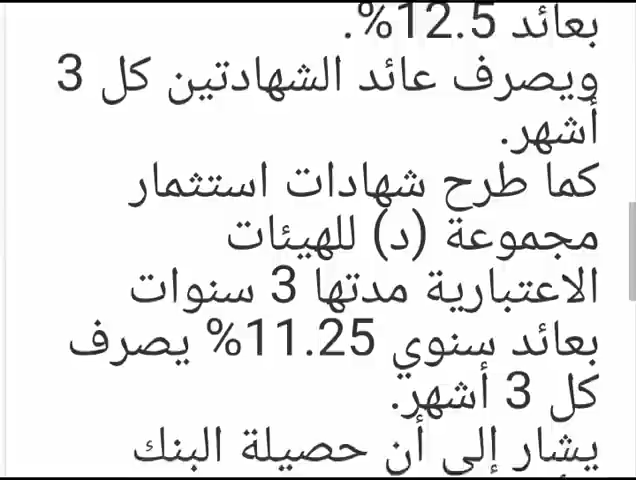 بعائد 12.5%.
ويصرف عائد الشهادتين كل 3
أشهر.
كما طرح شهادات استثمار
مجموعة (د) للهيئات
الاعتبارية مدتها 3 سنوات
بعائد سنوي 11.25% يصرف
كل 3 أشهر.
يشار إلى أن حصيلة البنك